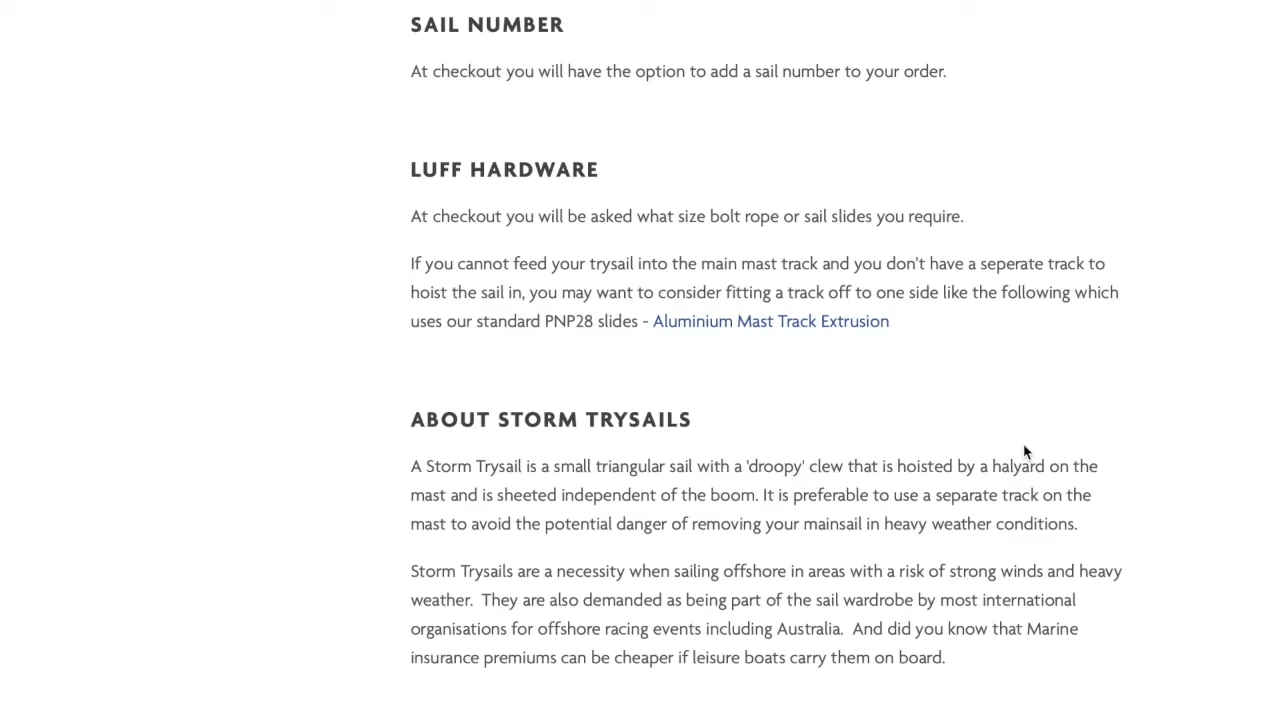 SAIL NUMBER
At checkout you will have the option to add a sail number to your order.
LUFF HARDWARE
At checkout you will be asked what size bolt rope or sail slides you require.
If you cannot feed your trysail into the main mast track and you don’t have a seperate track to
hoist the sail in, you may want to consider fitting a track off to one side like the following which
uses our standard PNP28 slides - Aluminium Mast Track Extrusion
ABOUT STORM TRYSAILS
A Storm Trysail is a small triangular sail with a 'droopy' clew that is hoisted by a halyard on the
mast and is sheeted independent of the boom. It is preferable to use a separate track on the
mast to avoid the potential danger of removing your mainsail in heavy weather conditions.
Storm Trysails are a necessity when sailing offshore in areas with a risk of strong winds and heavy
weather.  They are also demanded as being part of the sail wardrobe by most international
organisations for offshore racing events including Australia.  And did you know that Marine
insurance premiums can be cheaper if leisure boats carry them on board.